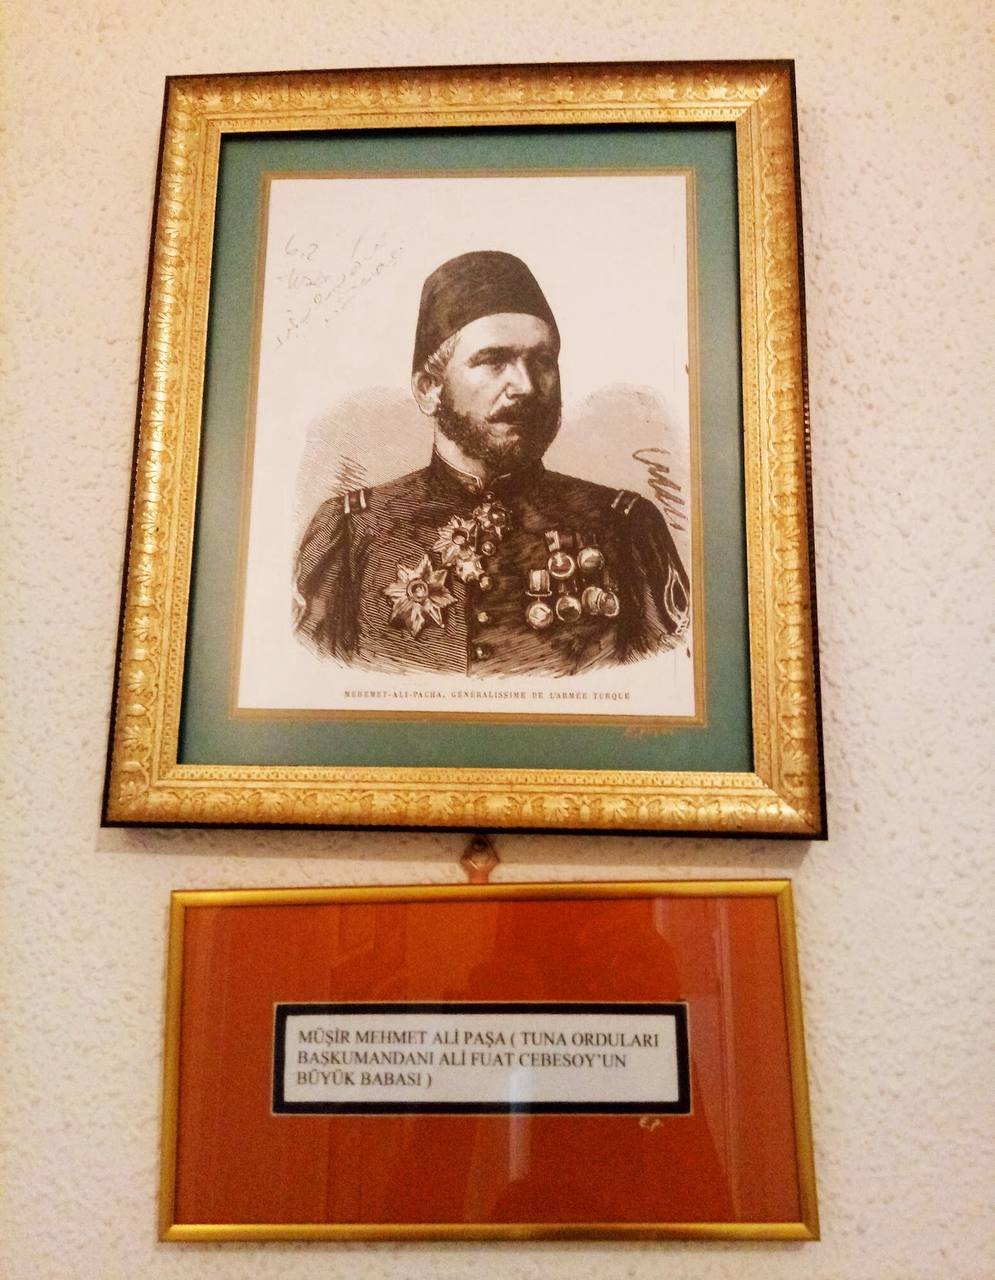 MEHEMET-ALI-PACHA, GÉNÉRALISSIME DE L'ARMÉE TURQUE
MÜŞİR MEHMET ALİ PAŞA ( TUNA ORDULARI
BAŞKUMANDANI ALİ FUAT CEBESOY'UN
BÜYÜK BABASI )
E.P.